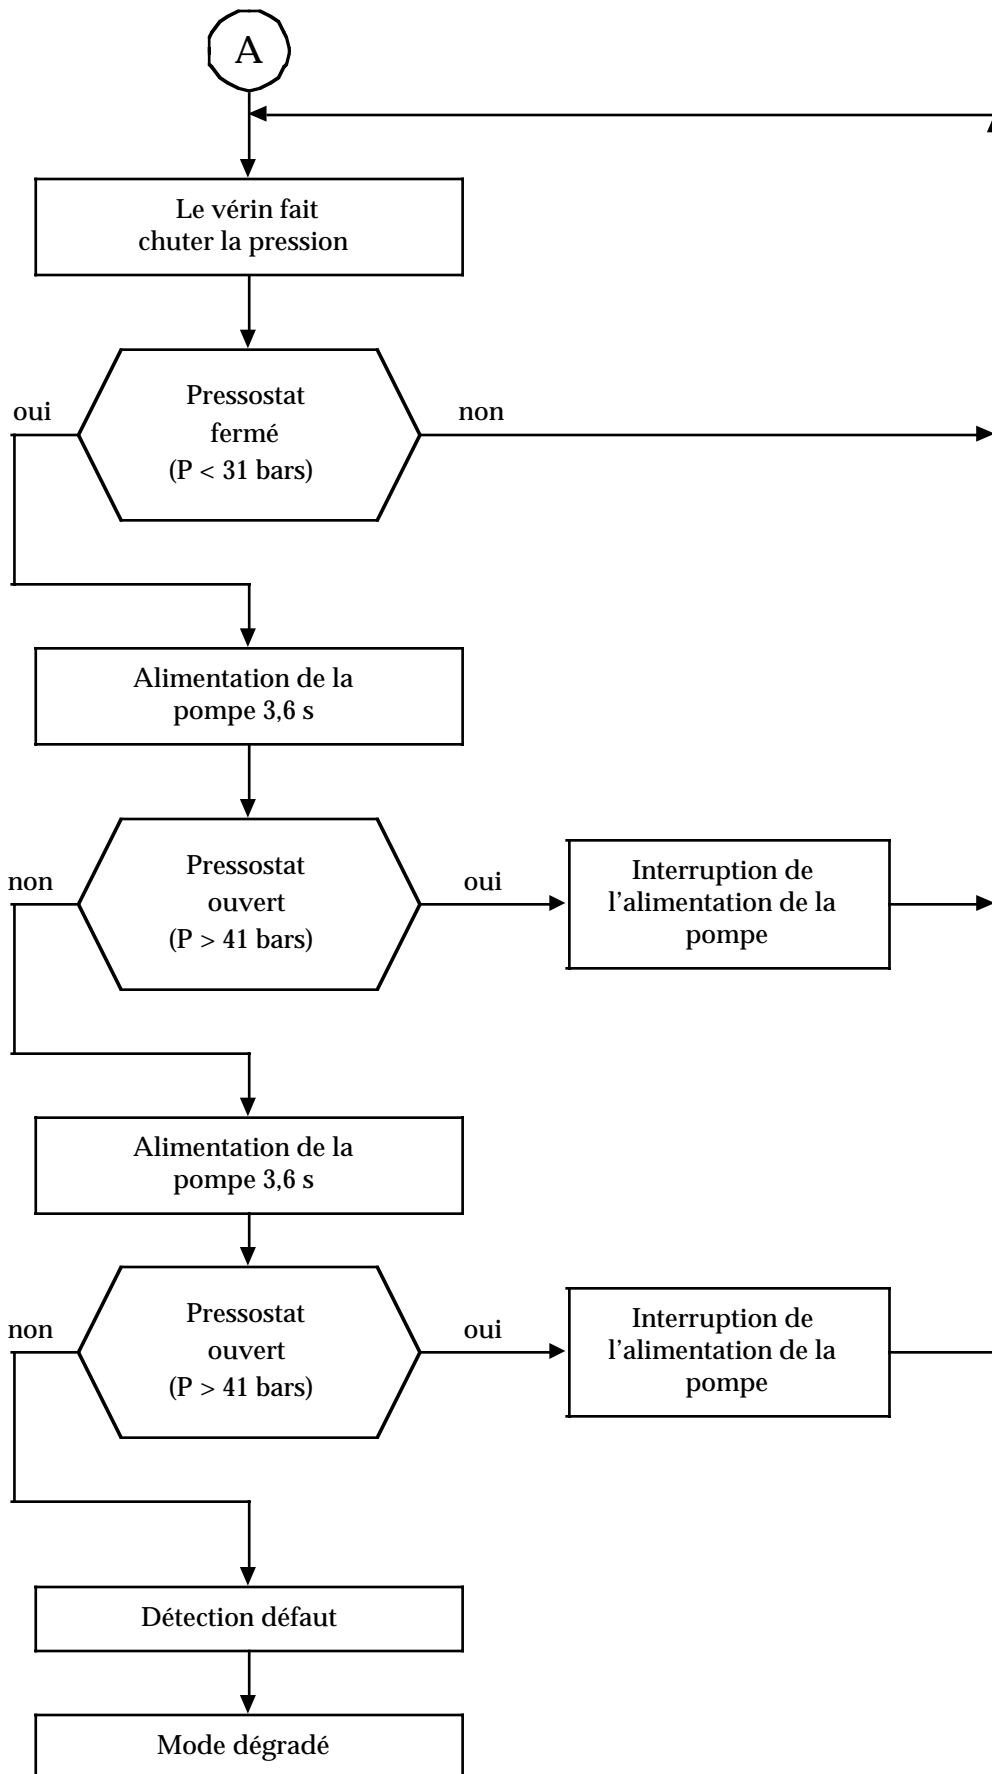 A
Le vérin fait
chuter la pression
Pressostat
fermé
(P < 31 bars)
oui
non
Alimentation de la
pompe 3,6 s
Pressostat
ouvert
(P > 41 bars)
non
oui
Interruption de
l'alimentation de la
pompe
Alimentation de la
pompe 3,6 s
Pressostat
ouvert
(P > 41 bars)
non
oui
Interruption de
l'alimentation de la
pompe
Détection défaut
Mode dégradé